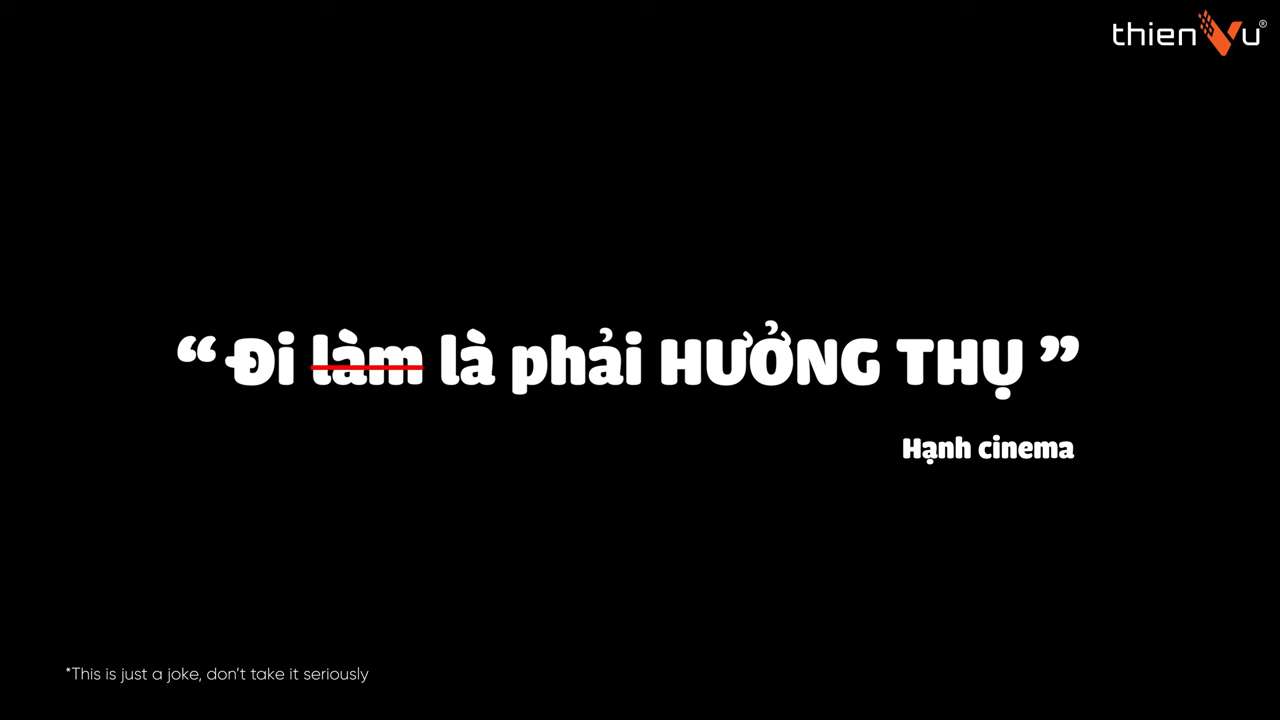 thienVu®
“ Đi làm là phải HƯỞNG THỤ ”
Hạnh cinema
*This is just a joke, don’t take it seriously